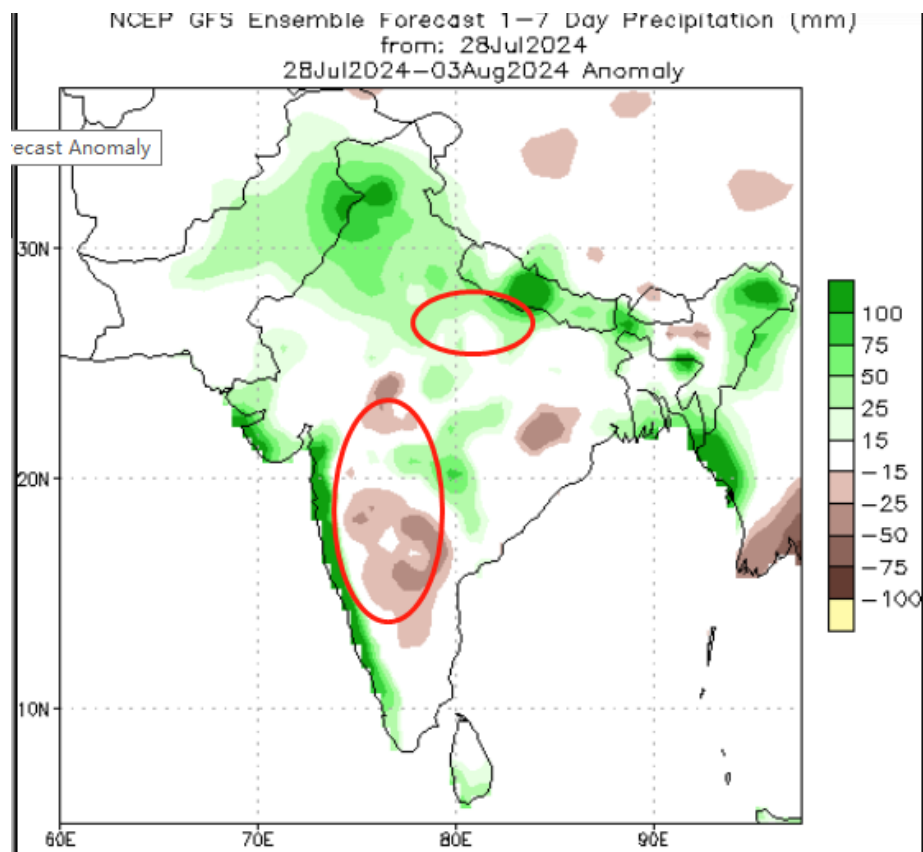 NCEP GFS Ensemble Forecast 1-7 Day Precipitation (mm)
from: 28Jul2024
28Jul2024-03Aug2024 Anomaly
recast Anomaly
30N
20N
10N
60E
70E
80E
90E
100
75
50
25
15
-15
-25
-50
-75
-100